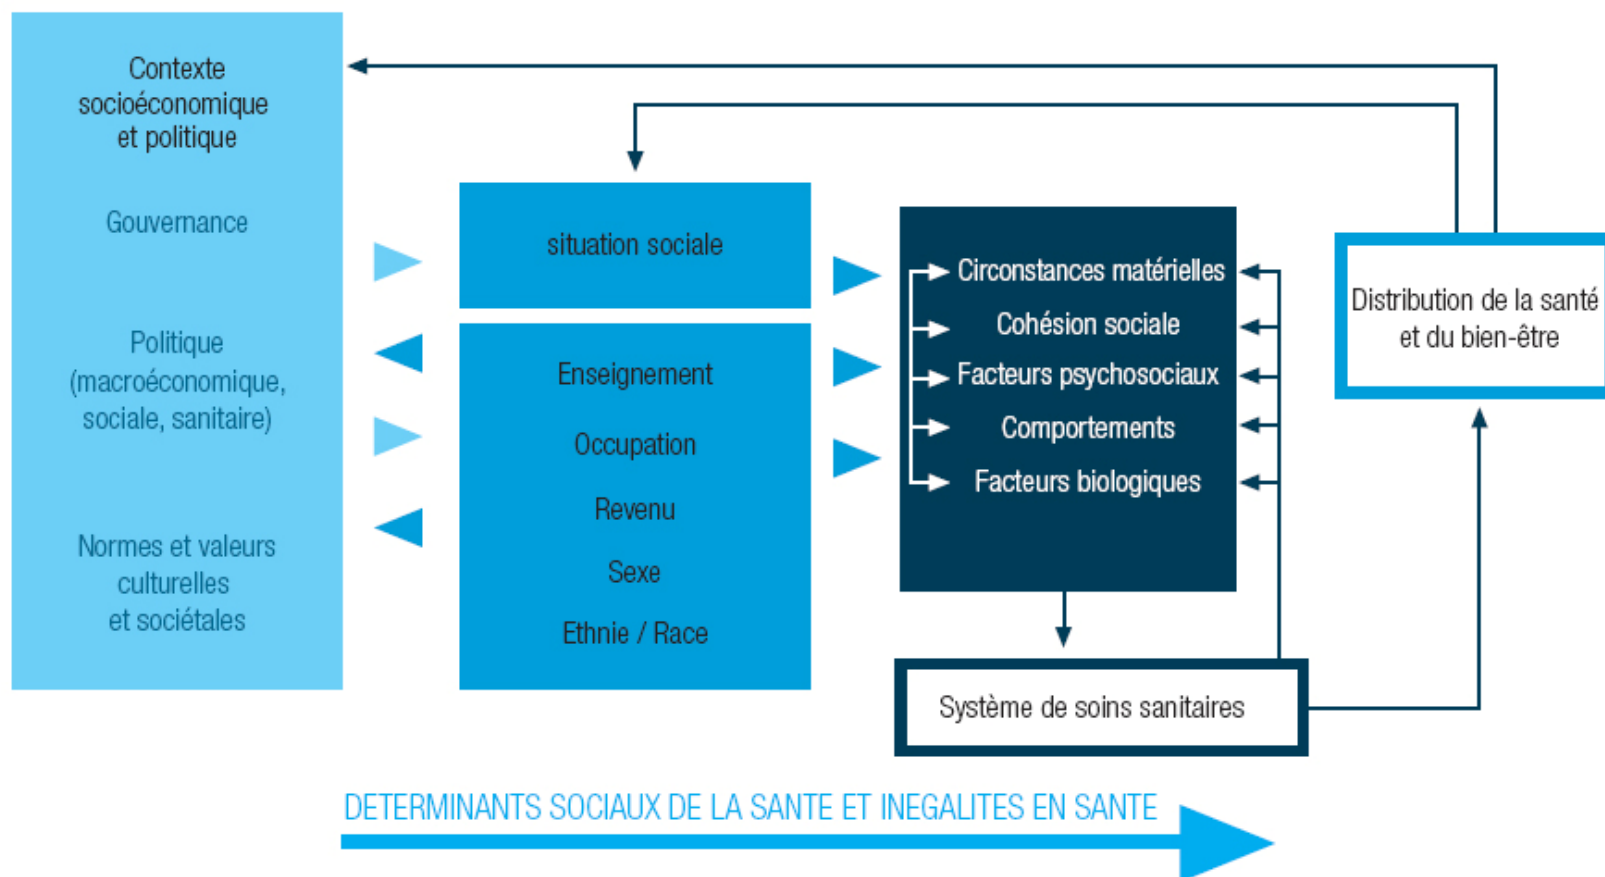 Contexte
socioéconomique
et politique
Gouvernance
Politique
(macroéconomique,
sociale, sanitaire)
Normes et valeurs
culturelles
et sociétales
situation sociale
Enseignement
Occupation
Revenu
Sexe
Ethnie / Race
Circonstances matérielles
Cohésion sociale
Facteurs psychosociaux
Comportements
Facteurs biologiques
Système de soins sanitaires
Distribution de la santé
et du bien-être
DETERMINANTS SOCIAUX DE LA SANTE ET INEGALITES EN SANTE